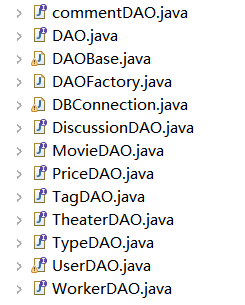 commentDAO.java
DAO.java
DAOBase.java
DAOFactory.java
DBConnection.java
DiscussionDAO.java
MovieDAO.java
PriceDAO.java
TagDAO.java
TheaterDAO.java
TypeDAO.java
UserDAO.java
WorkerDAO.java